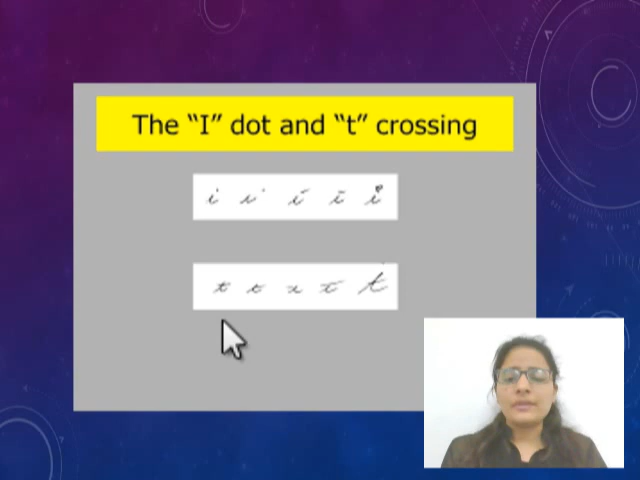 The “I” dot and “t” crossing
i i i i i
t t t t t